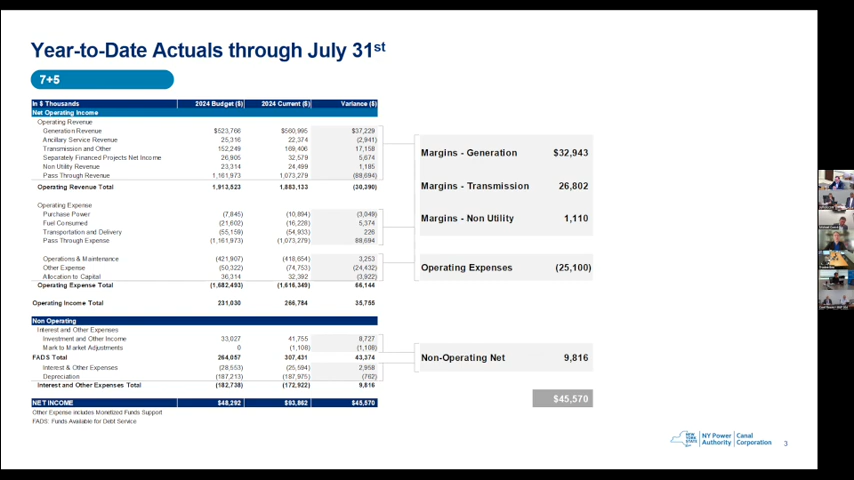 Year-to-Date Actuals through July 31st
7+5
In $ Thousands 2024 Budget ($) 2024 Current ($) Variance ($)
Net Operating Income
Operating Revenue
Generation Revenue $523,766 $560,995 $37,229
Ancillary Service Revenue 25,316 22,374 (2,941)
Transmission and Other 152,249 169,406 17,158
Separately Financed Projects Net Income 26,905 32,579 5,674
Non Utility Revenue 23,314 24,499 1,185
Pass Through Revenue 1,161,973 1,073,279 (88,694)
Operating Revenue Total 1,913,523 1,883,133 (30,390)
Operating Expense
Purchase Power (7,845) (10,894) (3,049)
Fuel Consumed (21,602) (16,228) 5,374
Transportation and Delivery (55,159) (54,933) 226
Pass Through Expense (1,161,973) (1,073,279) 88,694
Operations & Maintenance (421,907) (418,654) 3,253
Other Expense (50,322) (74,753) (24,432)
Allocation to Capital 36,314 32,392 (3,922)
Operating Expense Total (1,682,493) (1,616,349) 66,144
Operating Income Total 231,030 266,784 35,755
Non Operating
Interest and Other Expenses
Investment and Other Income 33,027 41,755 8,727
Mark to Market Adjustments 0 (1,108) (1,108)
FADS Total 264,057 307,431 43,374
Interest & Other Expenses (28,553) (25,594) 2,958
Depreciation (187,213) (187,975) (762)
Interest and Other Expenses Total (182,738) (172,922) 9,816
NET INCOME $48,292 $93,862 $45,570
Other Expense includes Monetized Funds Support
FADS: Funds Available for Debt Service
Margins - Generation $32,943
Margins - Transmission 26,802
Margins - Non Utility 1,110
Operating Expenses (25,100)
Non-Operating Net 9,816
$45,570
NEW YORK STATE
NY Power Authority
Canal Corporation
3